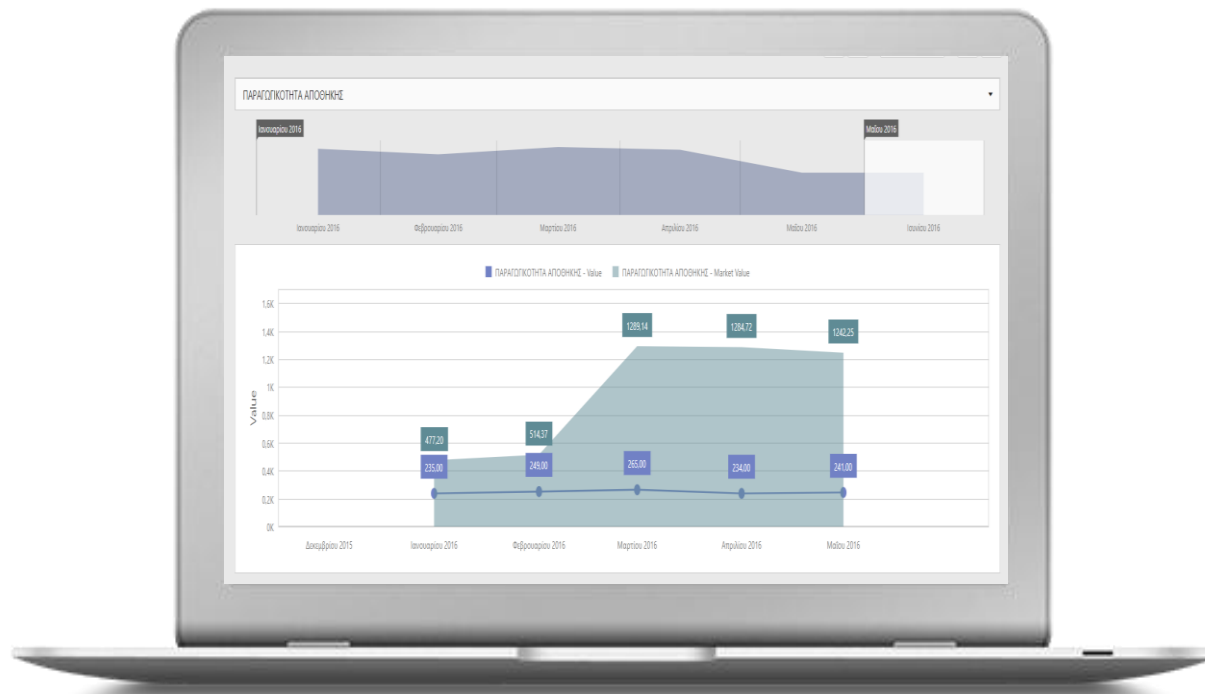 ΠΑΡΑΓΩΓΙΚΟΤΗΤΑ ΑΠΟΘΗΚΗΣ
Ιανουαρίου 2016 Μαΐου 2016
Ιανουαρίου 2016 Φεβρουαρίου 2016 Μαρτίου 2016 Απριλίου 2016 Μαΐου 2016 Ιουνίου 2016
ΠΑΡΑΓΩΓΙΚΟΤΗΤΑ ΑΠΟΘΗΚΗΣ - Value ΠΑΡΑΓΩΓΙΚΟΤΗΤΑ ΑΠΟΘΗΚΗΣ - Market Value
Value
1.6K
1.4K
1.2K
1K
0.8K
0.6K
0.4K
0.2K
0K
477,20 514,37 1289,14 1284,72 1242,25
235,00 249,00 265,00 234,00 241,00
Δεκεμβρίου 2015 Ιανουαρίου 2016 Φεβρουαρίου 2016 Μαρτίου 2016 Απριλίου 2016 Μαΐου 2016